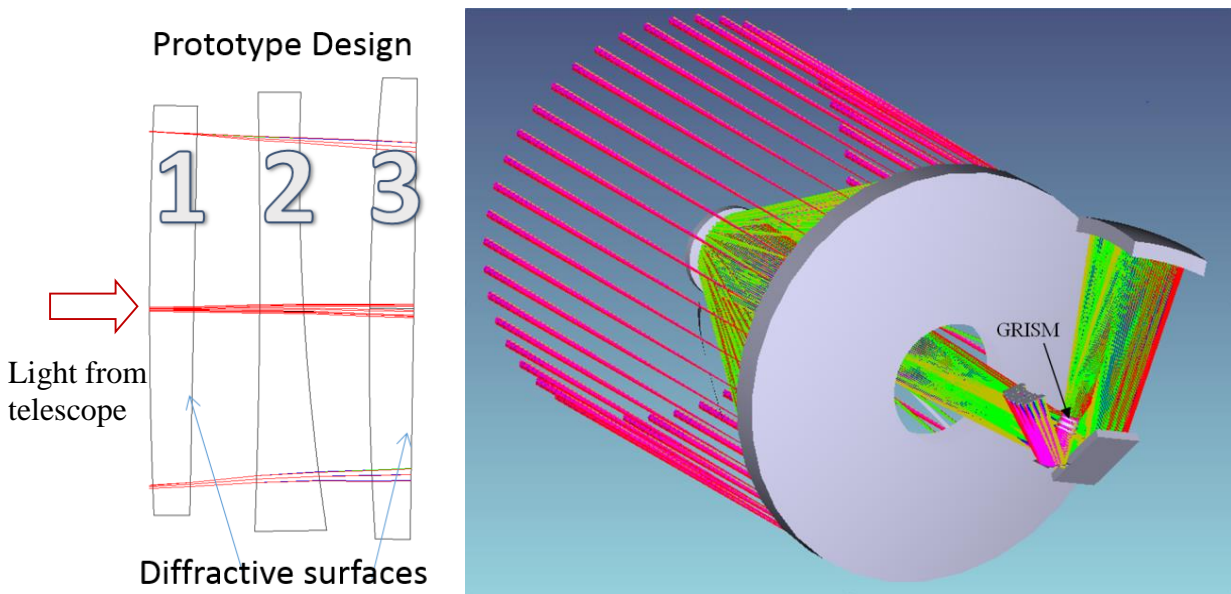 Prototype Design
1 2 3
Light from
telescope
Diffractive surfaces
GRISM